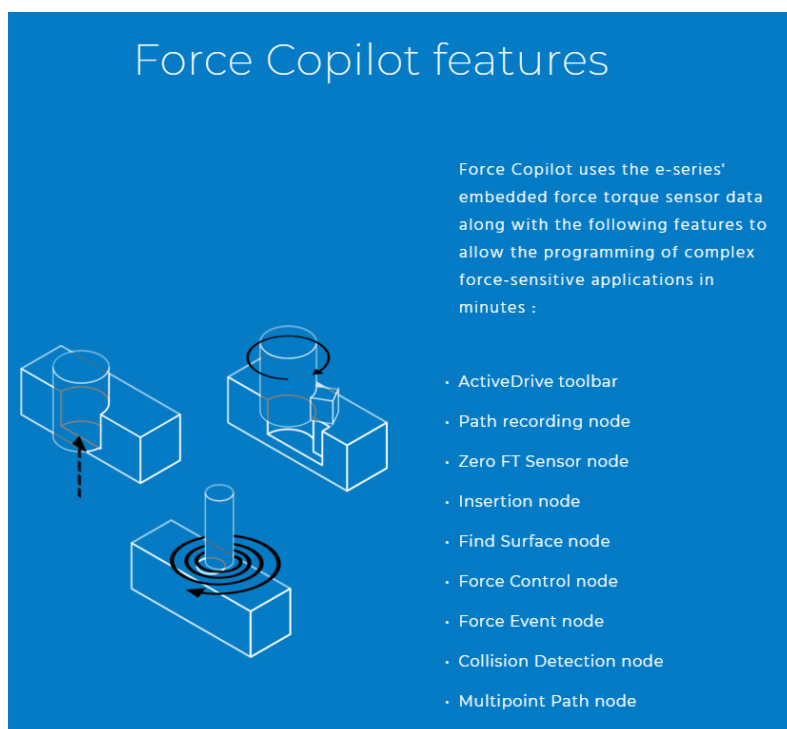 Force Copilot features
Force Copilot uses the e-series'
embedded force torque sensor data
along with the following features to
allow the programming of complex
force-sensitive applications in
minutes :
· ActiveDrive toolbar
· Path recording node
· Zero FT Sensor node
· Insertion node
· Find Surface node
· Force Control node
· Force Event node
· Collision Detection node
· Multipoint Path node